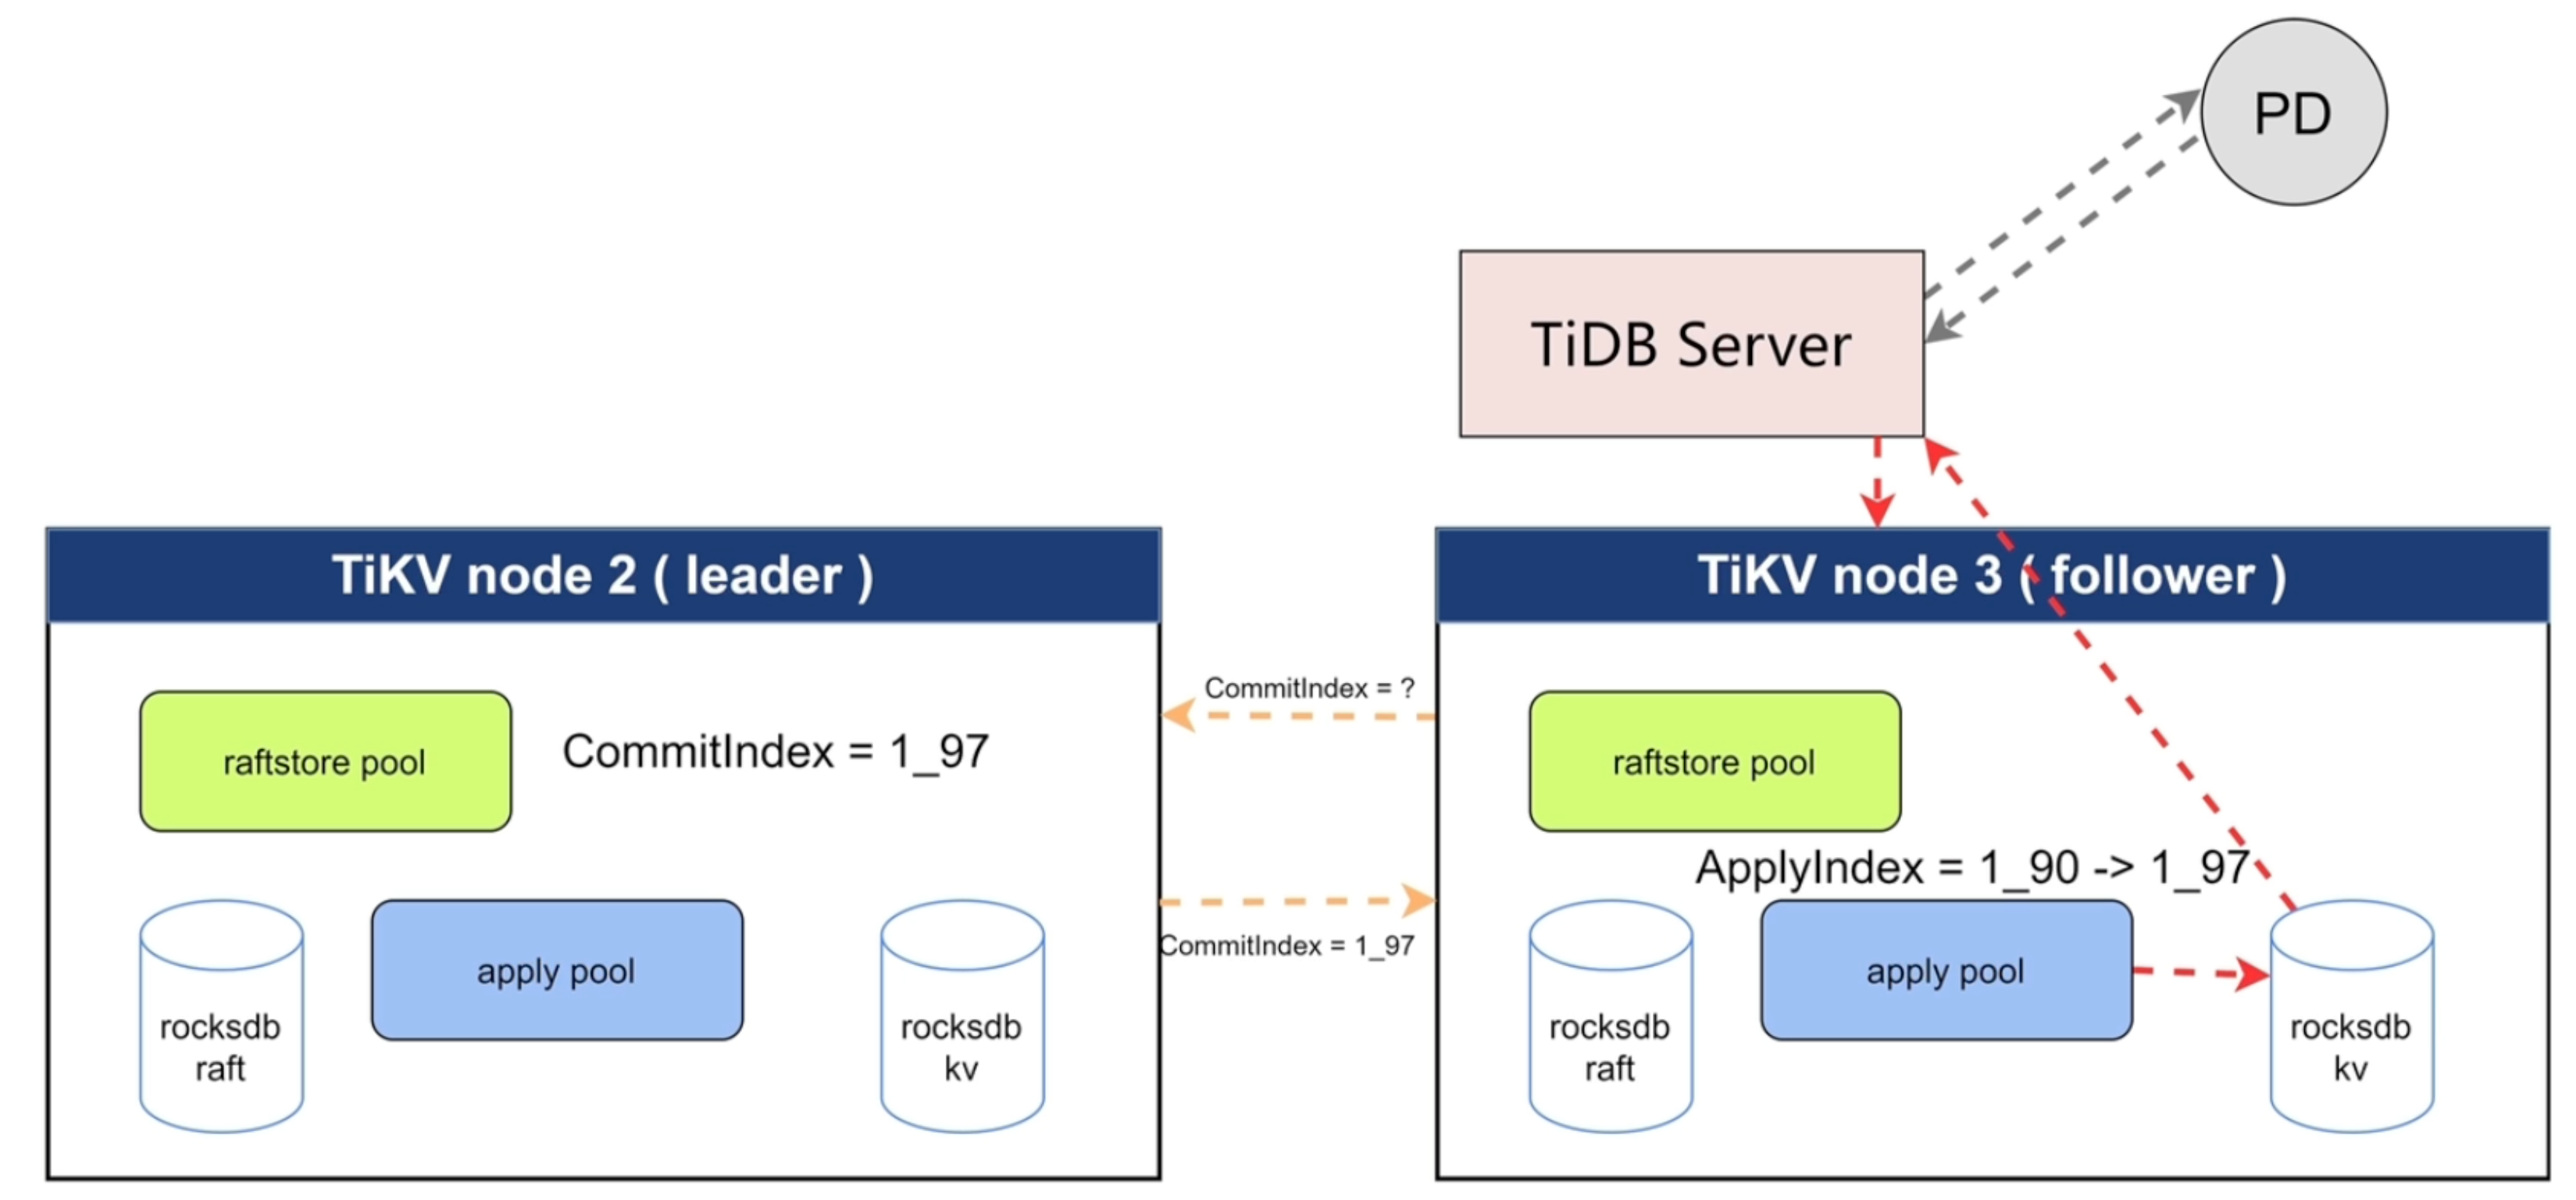 PD
TiDB Server
TiKV node 2 ( leader )
raftstore pool
CommitIndex = 1_97
rocksdb
raft
apply pool
rocksdb
kv
CommitIndex = ?
CommitIndex = 1_97
TiKV node 3 ( follower )
raftstore pool
ApplyIndex = 1_90 -> 1_97
rocksdb
raft
apply pool
rocksdb
kv